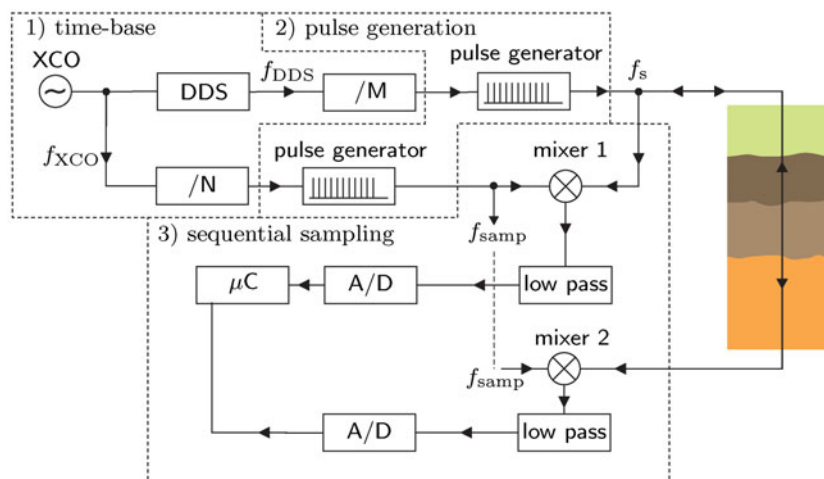 1) time-base
2) pulse generation
XCO
pulse generator
f_DDS
f_s
DDS
/M
f_XCO
pulse generator
mixer 1
/N
3) sequential sampling
f_samp
μC
A/D
low pass
mixer 2
f_samp
A/D
low pass